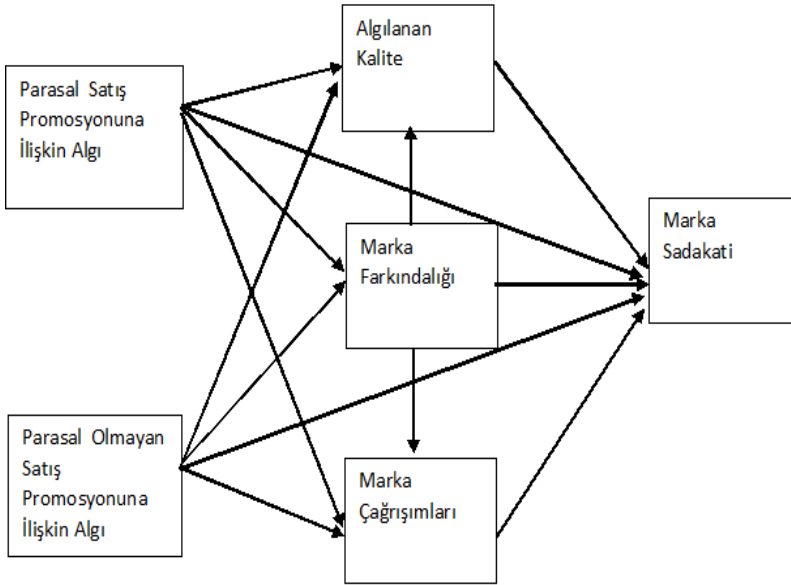 Algılanan
Kalite
Parasal Satış
Promosyonuna
İlişkin Algı
Marka
Farkındalığı
Marka
Sadakati
Parasal Olmayan
Satış
Promosyonuna
İlişkin Algı
Marka
Çağrışımları